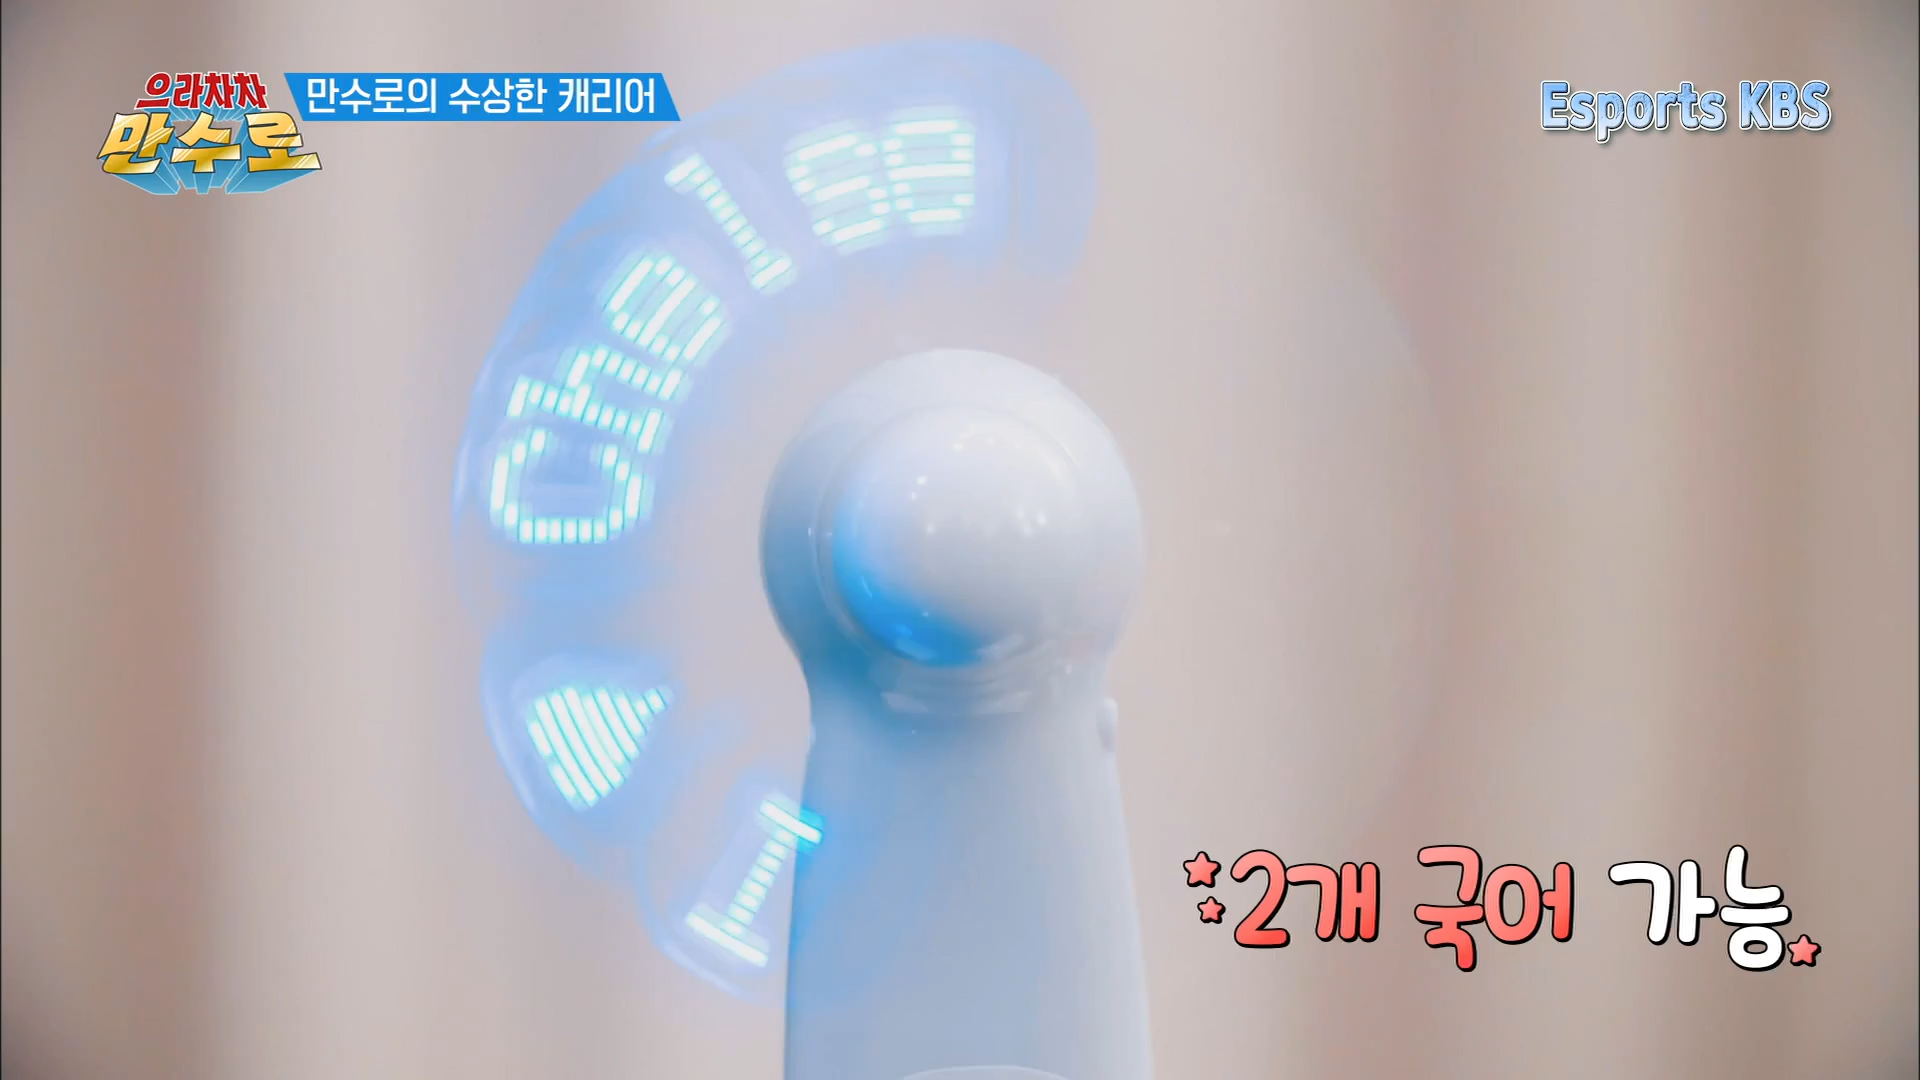 으라차차
만수로
만수로의 수상한 캐리어
Esports KBS
I ♥ Chelse
2개 국어 가능